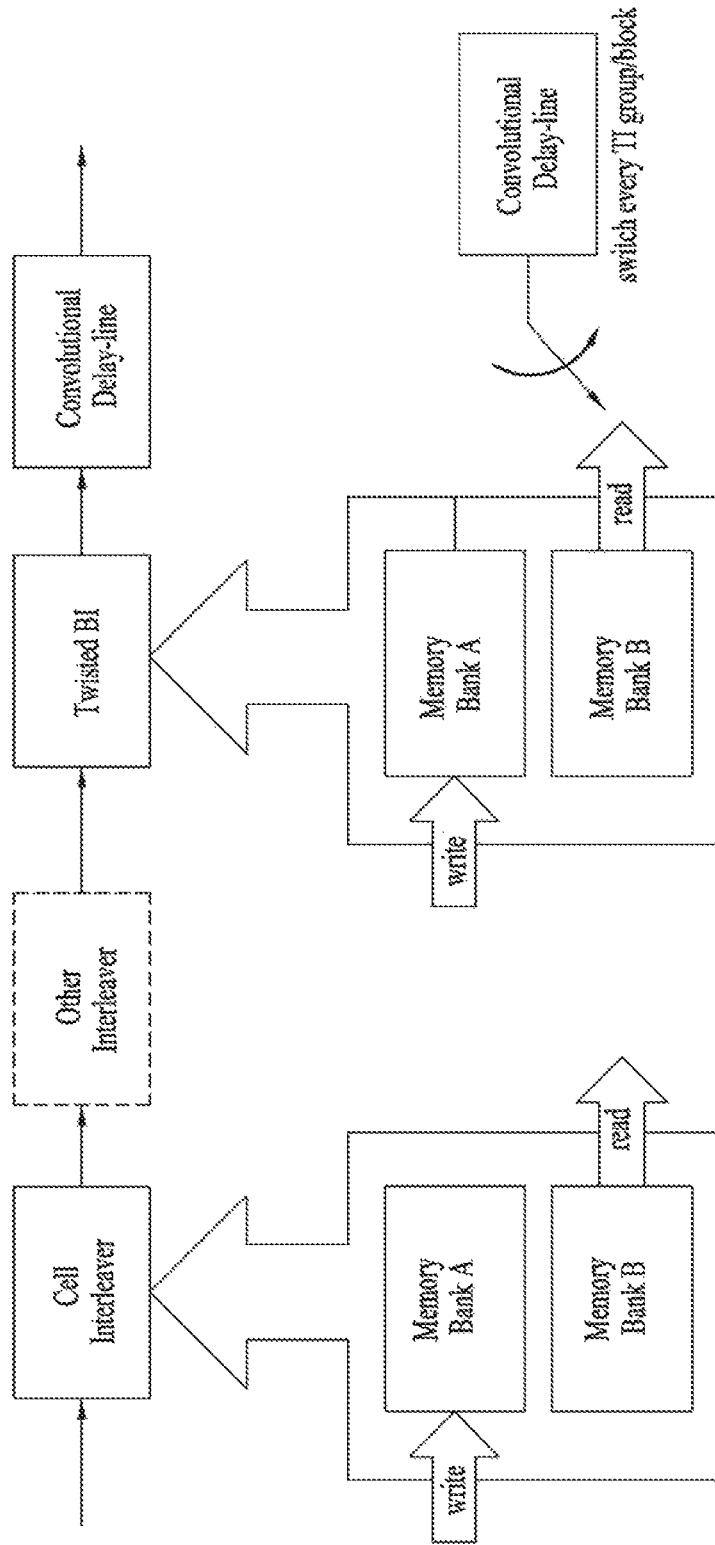 Cell
Interleaver
Other
Interleaver
Twisted BI
Convolutional
Delay-line
write
Memory
Bank A
Memory
Bank B
read
write
Memory
Bank A
Memory
Bank B
read
Convolutional
Delay-line
switch every TI group/block